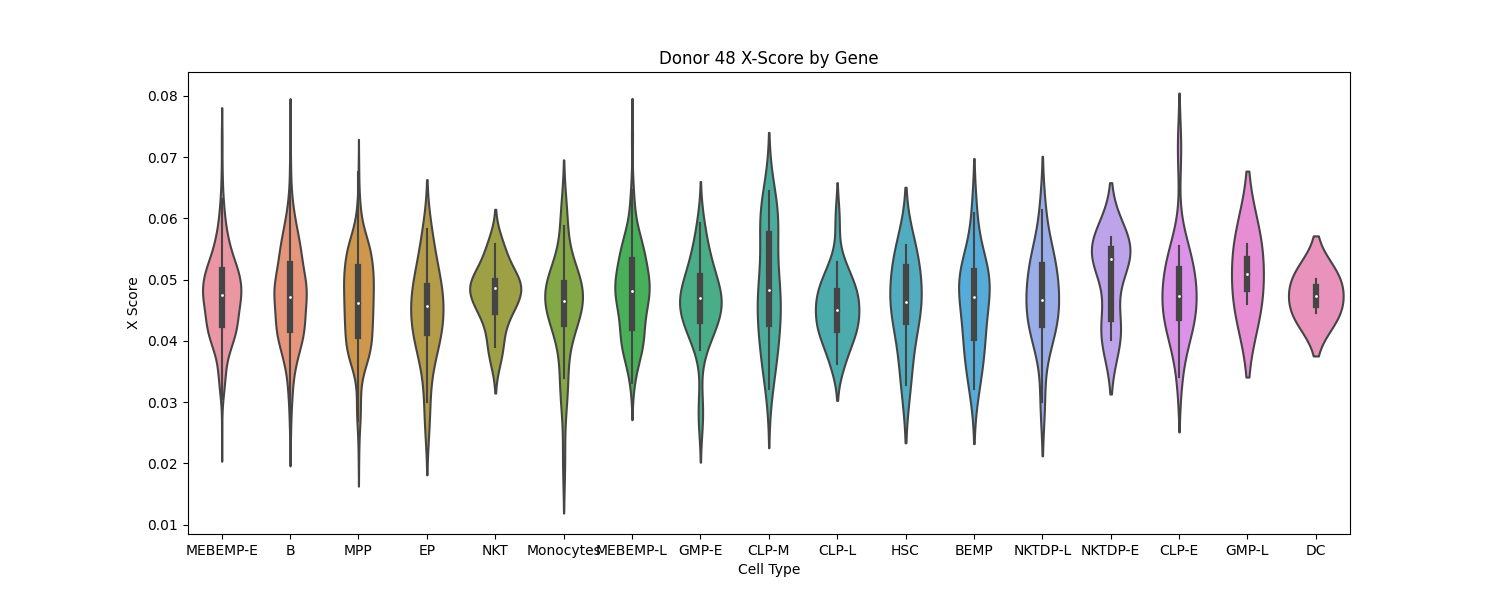 Donor 48 X-Score by Gene
X Score
0.08
0.07
0.06
0.05
0.04
0.03
0.02
0.01
MEBEMP-E B MPP EP NKT Monocytes MEBEMP-L GMP-E CLP-M CLP-L HSC BEMP NKTDP-L NKTDP-E CLP-E GMP-L DC
Cell Type